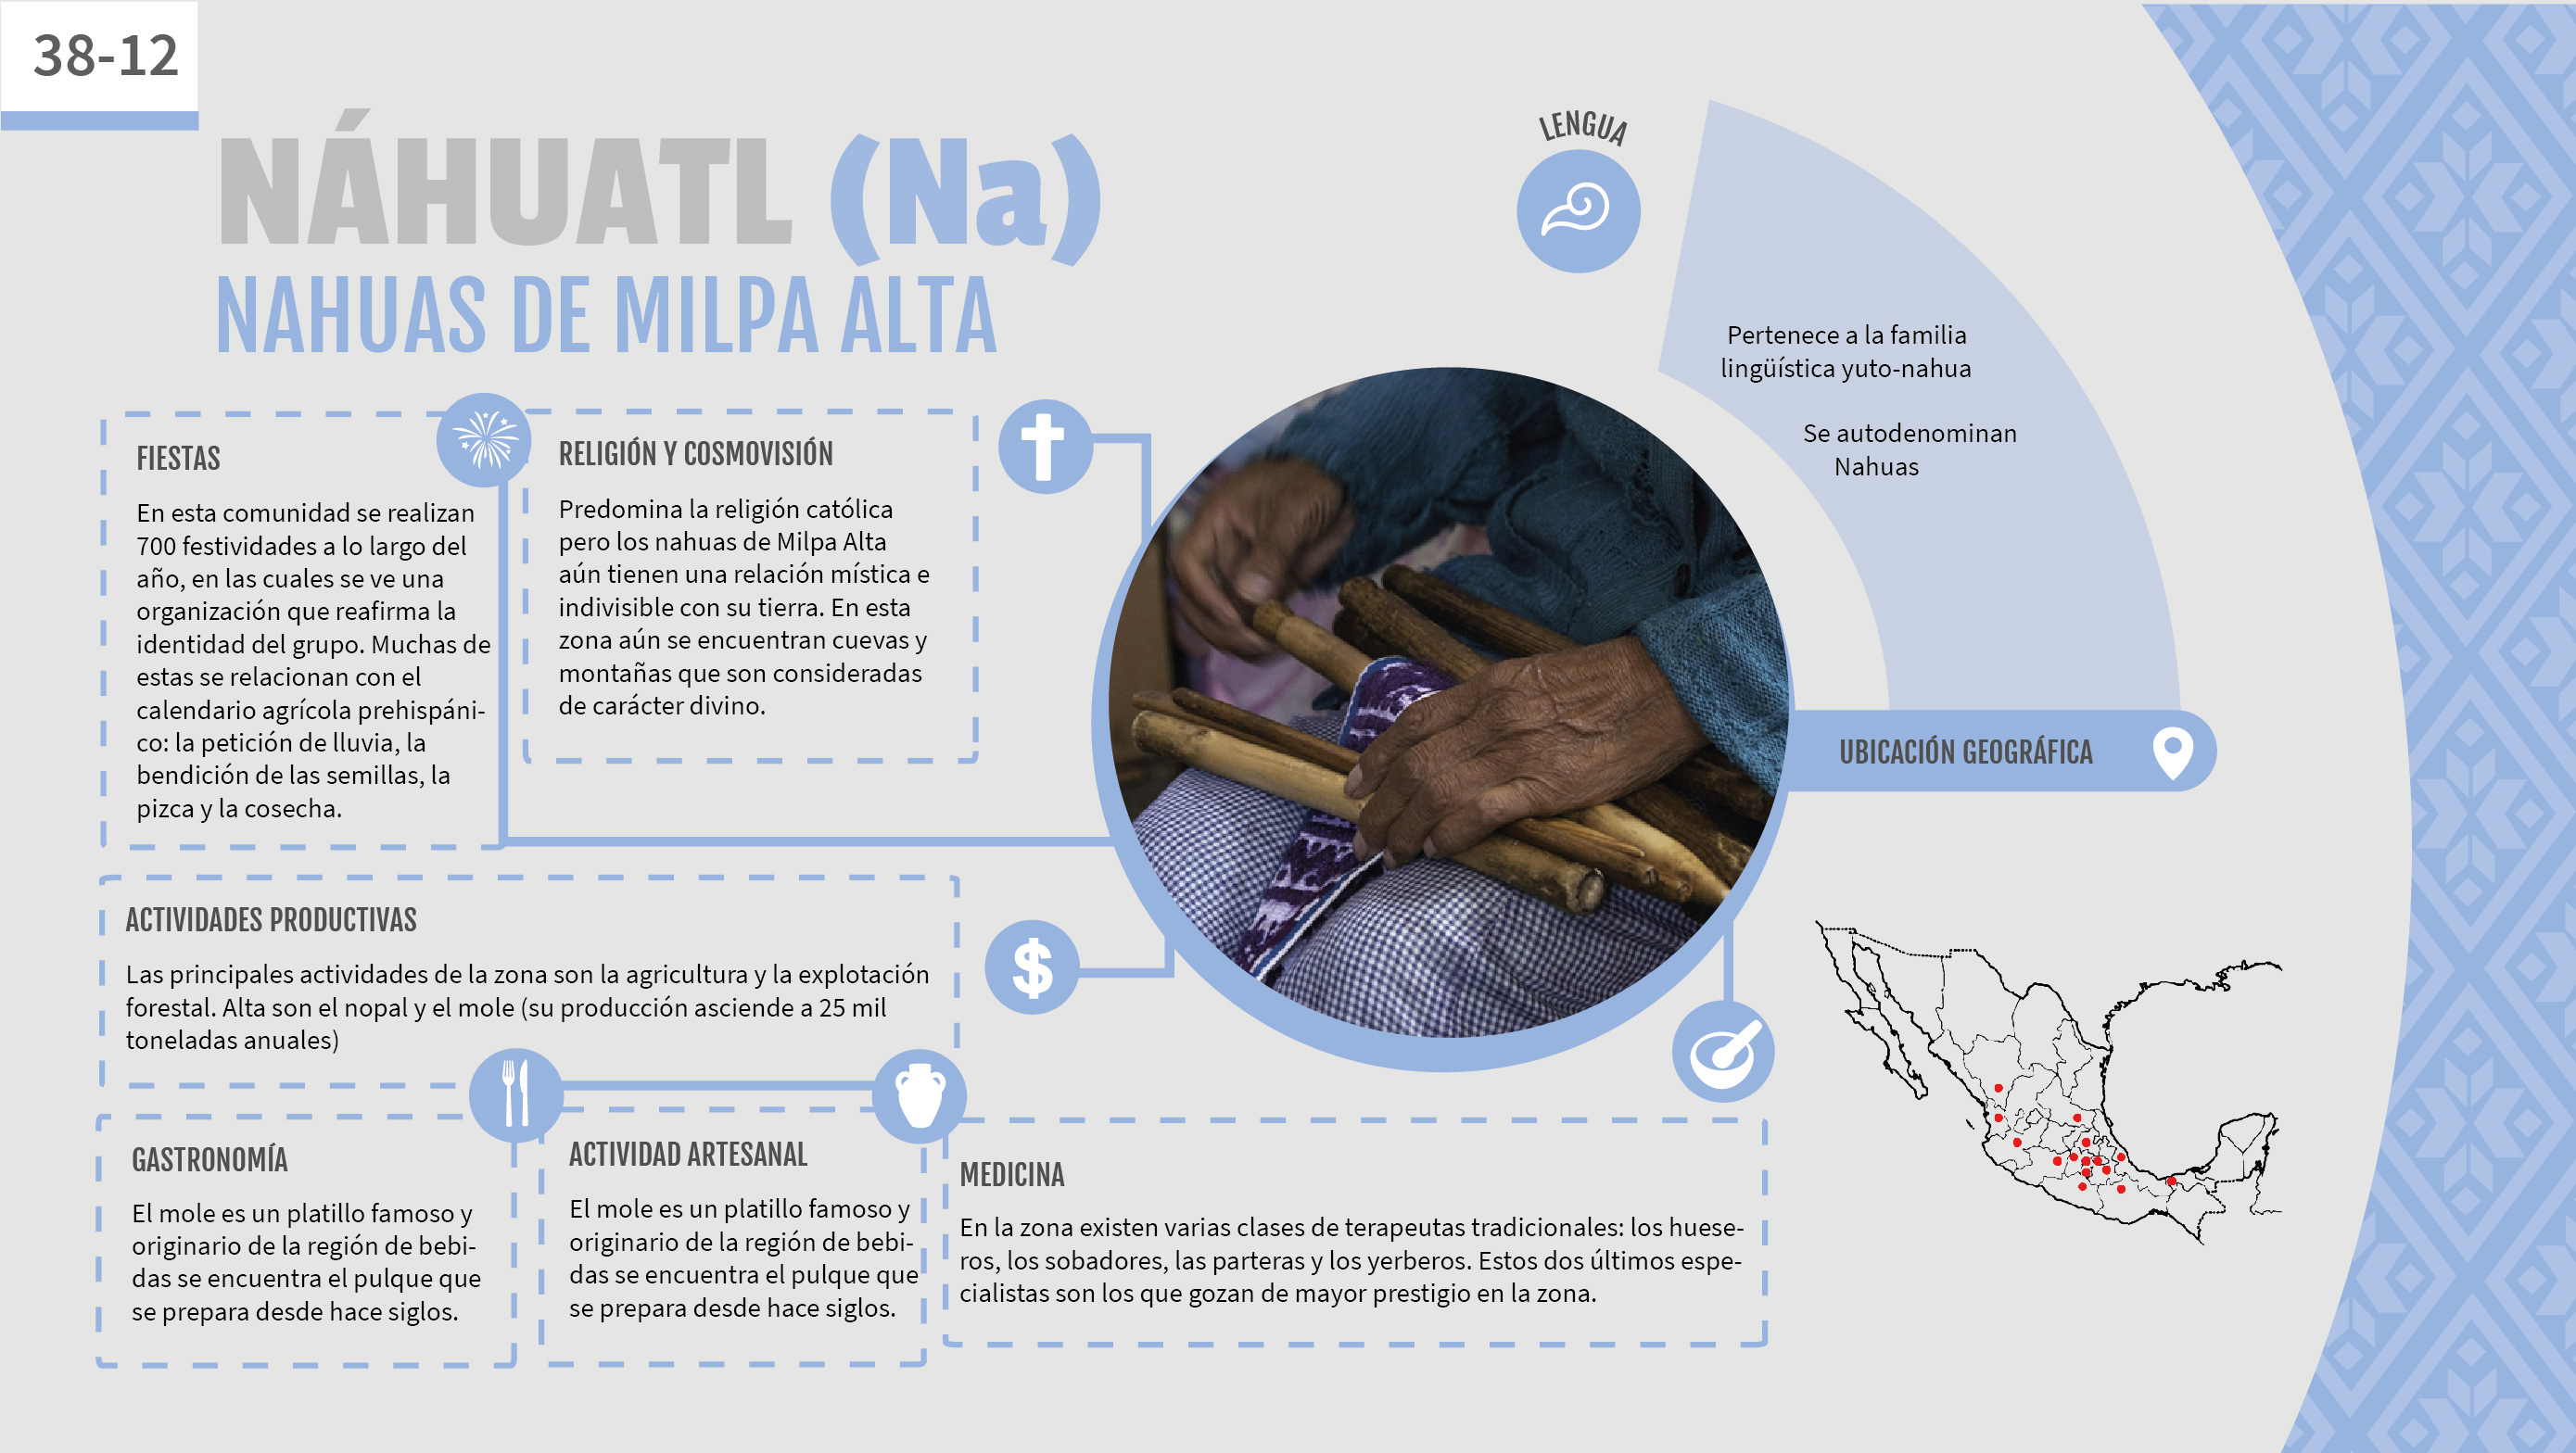 38-12
NÁHUATL (Na)
NAHUAS DE MILPA ALTA
FIESTAS
En esta comunidad se realizan
700 festividades a lo largo del
año, en las cuales se ve una
organización que reafirma la
identidad del grupo. Muchas de
estas se relacionan con el
calendario agrícola prehispáni-
co: la petición de lluvia, la
bendición de las semillas, la
pizca y la cosecha.
RELIGIÓN Y COSMOVISIÓN
Predomina la religión católica
pero los nahuas de Milpa Alta
aún tienen una relación mística e
indivisible con su tierra. En esta
zona aún se encuentran cuevas y
montañas que son consideradas
de carácter divino.
LENGUA
Pertenece a la familia
lingüística yuto-nahua
Se autodenominan
Nahuas
UBICACIÓN GEOGRÁFICA
ACTIVIDADES PRODUCTIVAS
Las principales actividades de la zona son la agricultura y la explotación
forestal. Alta son el nopal y el mole (su producción asciende a 25 mil
toneladas anuales)
$
GASTRONOMÍA
El mole es un platillo famoso y
originario de la región de bebi-
das se encuentra el pulque que
se prepara desde hace siglos.
ACTIVIDAD ARTESANAL
El mole es un platillo famoso y
originario de la región de bebi-
das se encuentra el pulque que
se prepara desde hace siglos.
MEDICINA
En la zona existen varias clases de terapeutas tradicionales: los huese-
ros, los sobadores, las parteras y los yerberos. Estos dos últimos espe-
cialistas son los que gozan de mayor prestigio en la zona.